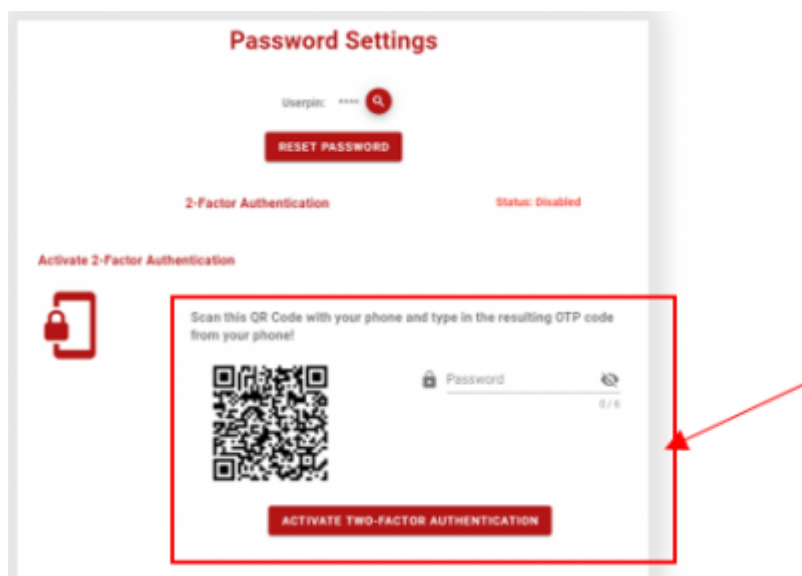 Password Settings
Userpin: ****
RESET PASSWORD
2-Factor Authentication Status: Disabled
Activate 2-Factor Authentication
Scan this QR Code with your phone and type in the resulting OTP code
from your phone!
Password
0 / 6
ACTIVATE TWO-FACTOR AUTHENTICATION